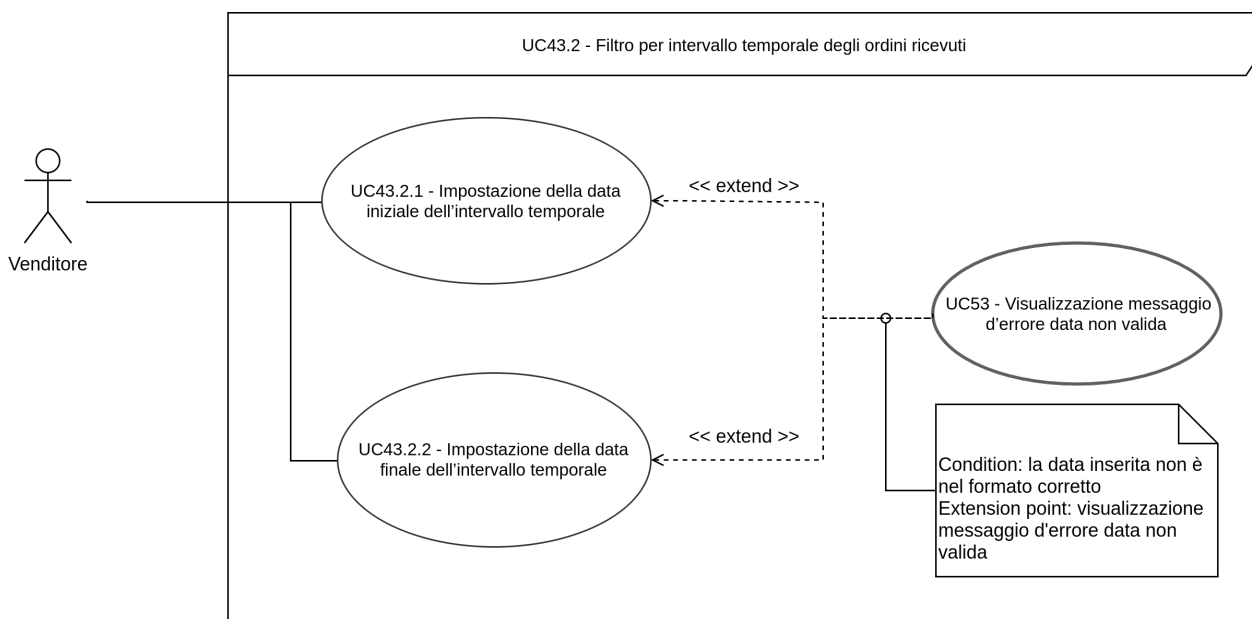 UC43.2 - Filtro per intervallo temporale degli ordini ricevuti
Venditore
UC43.2.1 - Impostazione della data
iniziale dell'intervallo temporale
<< extend >>
UC53 - Visualizzazione messaggio
d'errore data non valida
UC43.2.2 - Impostazione della data
finale dell'intervallo temporale
<< extend >>
Condition: la data inserita non è
nel formato corretto
Extension point: visualizzazione
messaggio d'errore data non
valida